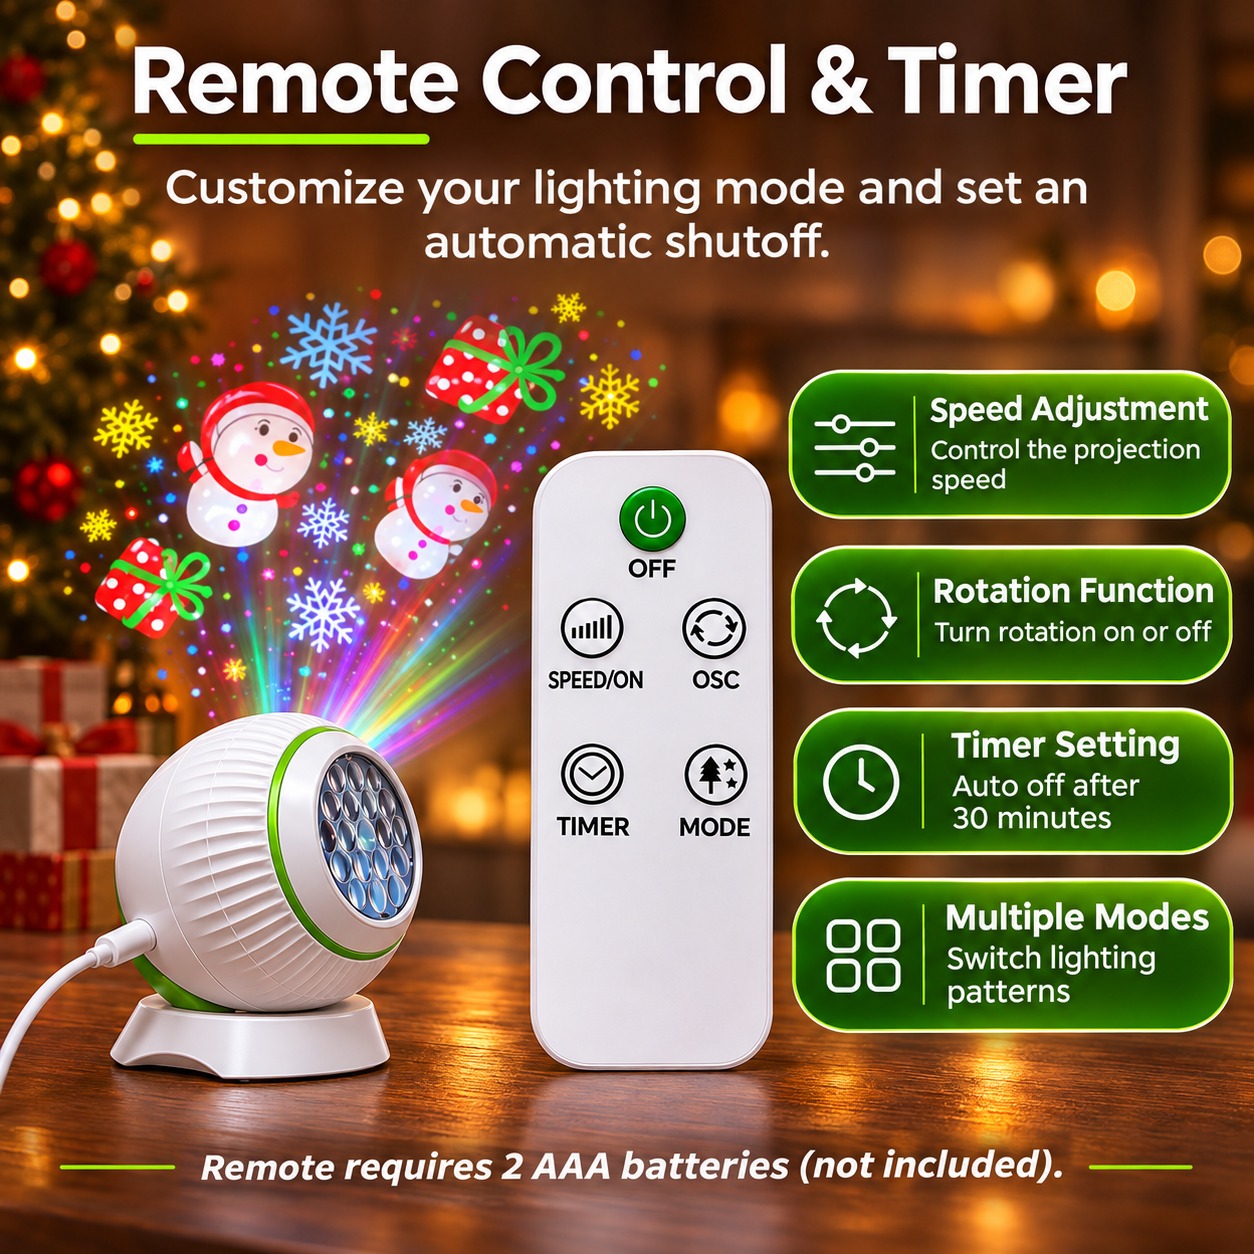 Remote Control & Timer
Customize your lighting mode and set an
automatic shutoff.
OFF
SPEED/ON
OSC
TIMER
MODE
Speed Adjustment
Control the projection
speed
Rotation Function
Turn rotation on or off
Timer Setting
Auto off after
30 minutes
Multiple Modes
Switch lighting
patterns
Remote requires 2 AAA batteries (not included).